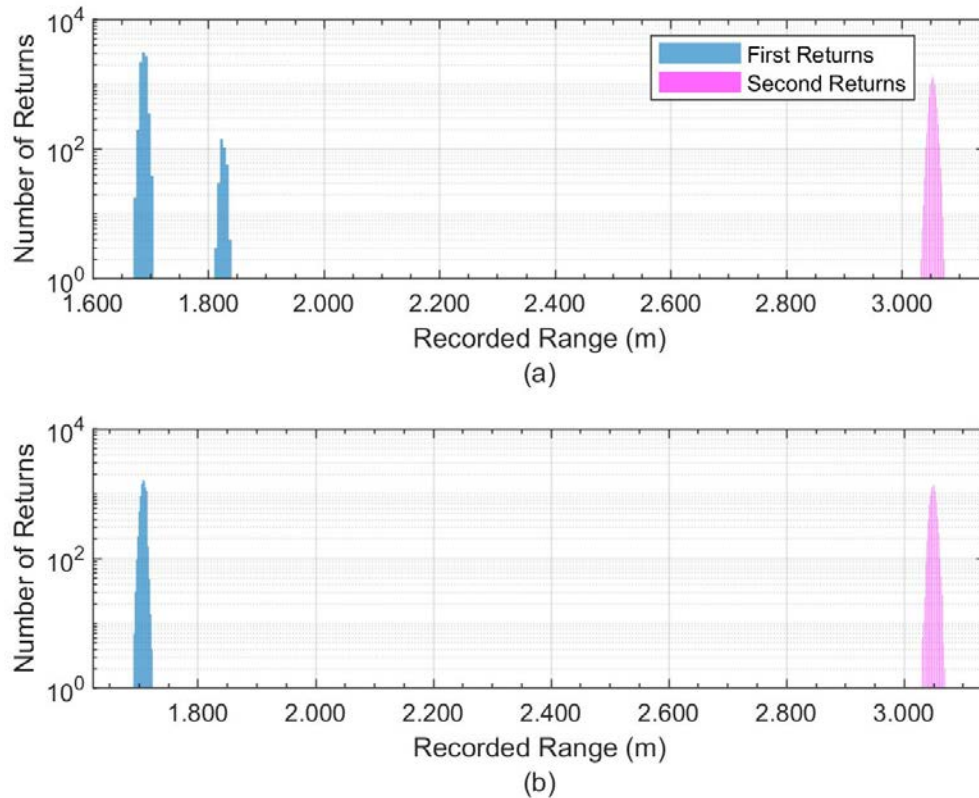 10^4
First Returns
Second Returns
Number of Returns
10^2
10^0
1.600 1.800 2.000 2.200 2.400 2.600 2.800 3.000
Recorded Range (m)
(a)
10^4
Number of Returns
10^2
10^0
1.800 2.000 2.200 2.400 2.600 2.800 3.000
Recorded Range (m)
(b)